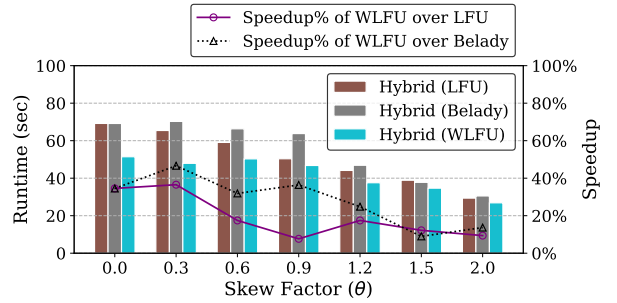 Speedup% of WLFU over LFU
Speedup% of WLFU over Belady
Runtime (sec)
100
80
60
40
20
0
Hybrid (LFU)
Hybrid (Belady)
Hybrid (WLFU)
100%
80%
60%
40%
20%
0%
Speedup
0.0 0.3 0.6 0.9 1.2 1.5 2.0
Skew Factor (θ)